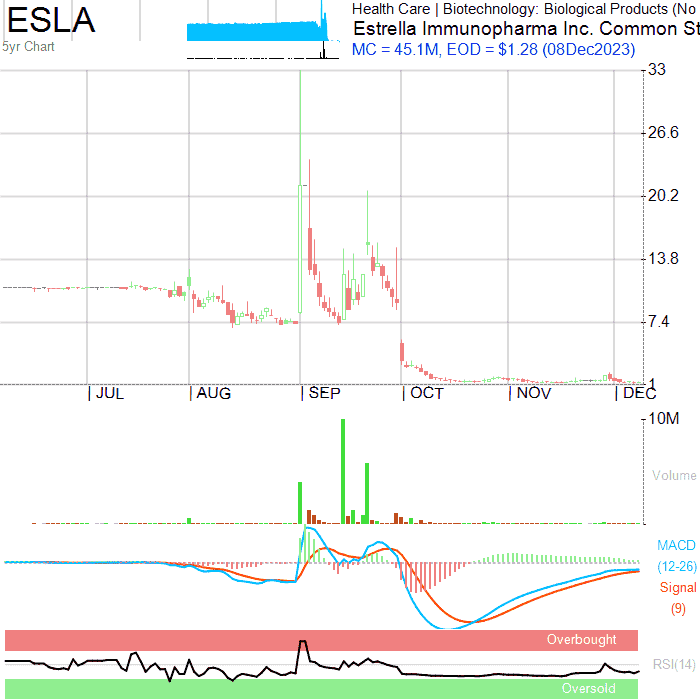 ESLA
5yr Chart
Health Care | Biotechnology: Biological Products (No
Estrella Immunopharma Inc. Common St
MC = 45.1M, EOD = $1.28 (08Dec2023)
33
26.6
20.2
13.8
7.4
1
| JUL | AUG | SEP | OCT | NOV | DEC
10M
Volume
MACD
(12-26)
Signal
(9)
Overbought
RSI(14)
Oversold